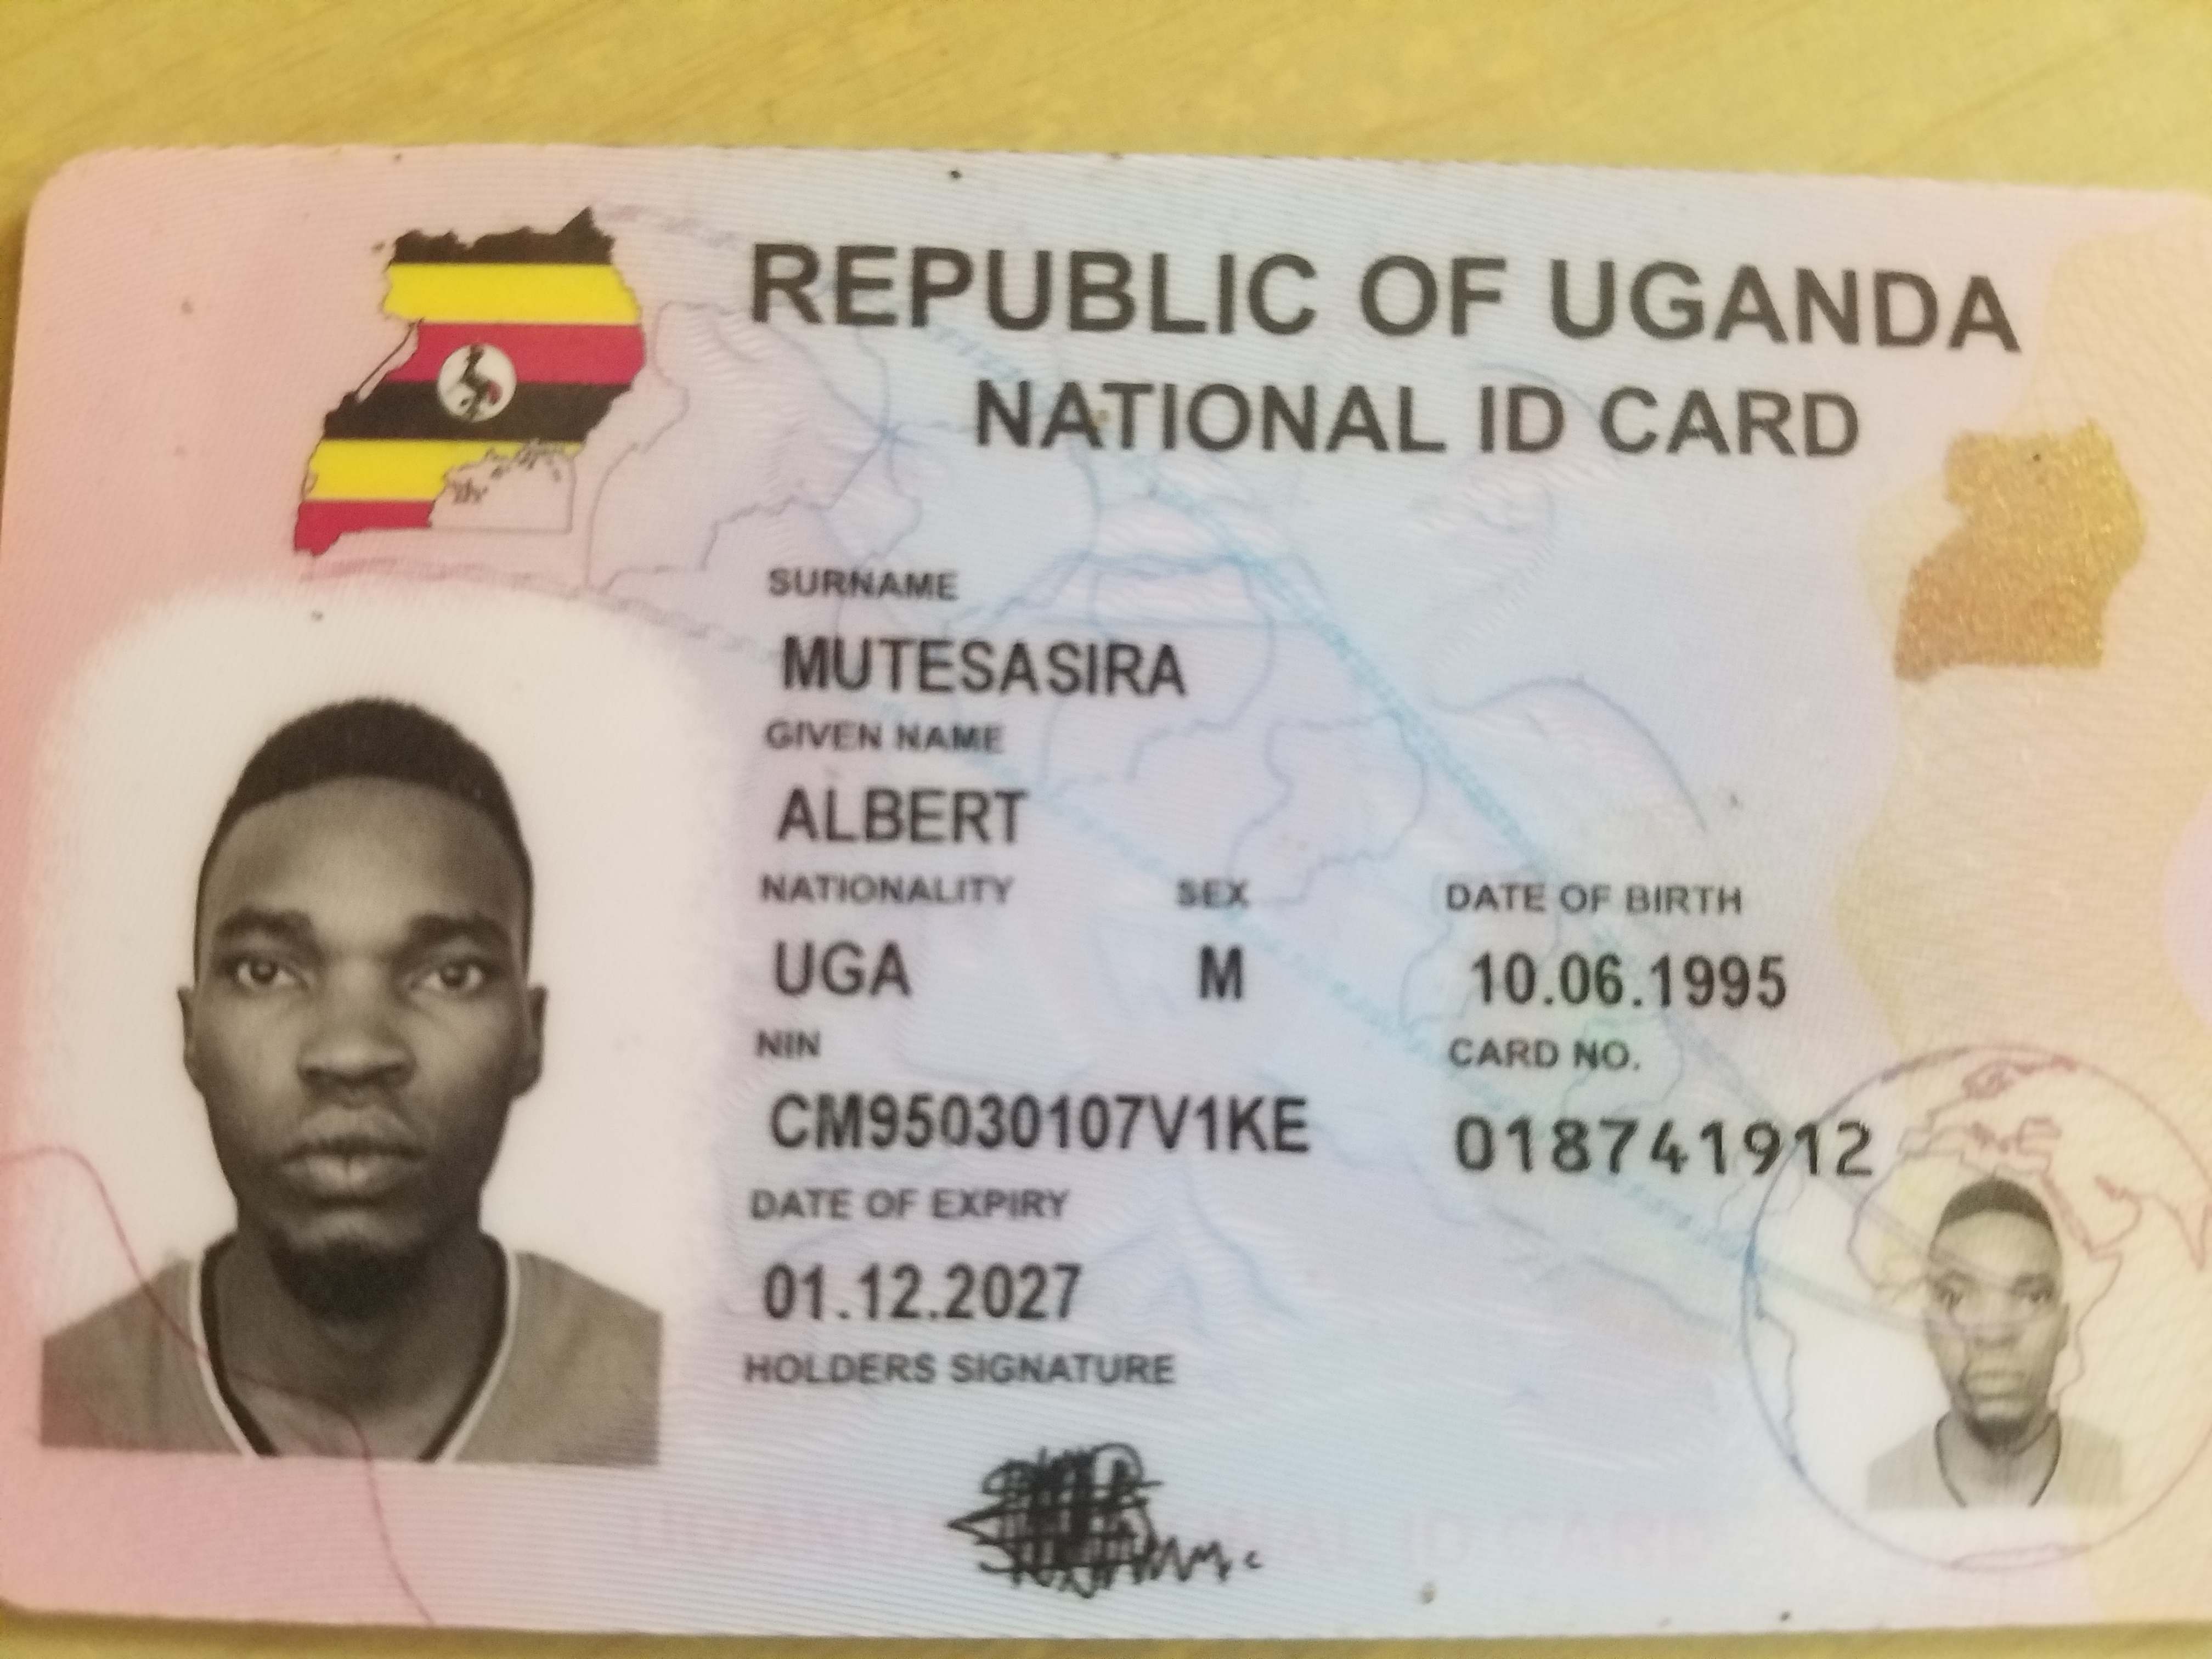 REPUBLIC OF UGANDA
NATIONAL ID CARD
SURNAME
MUTESASIRA
GIVEN NAME
ALBERT
NATIONALITY SEX DATE OF BIRTH
UGA M 10.06.1995
NIN CARD NO.
CM95030107V1KE 018741912
DATE OF EXPIRY
01.12.2027
HOLDERS SIGNATURE